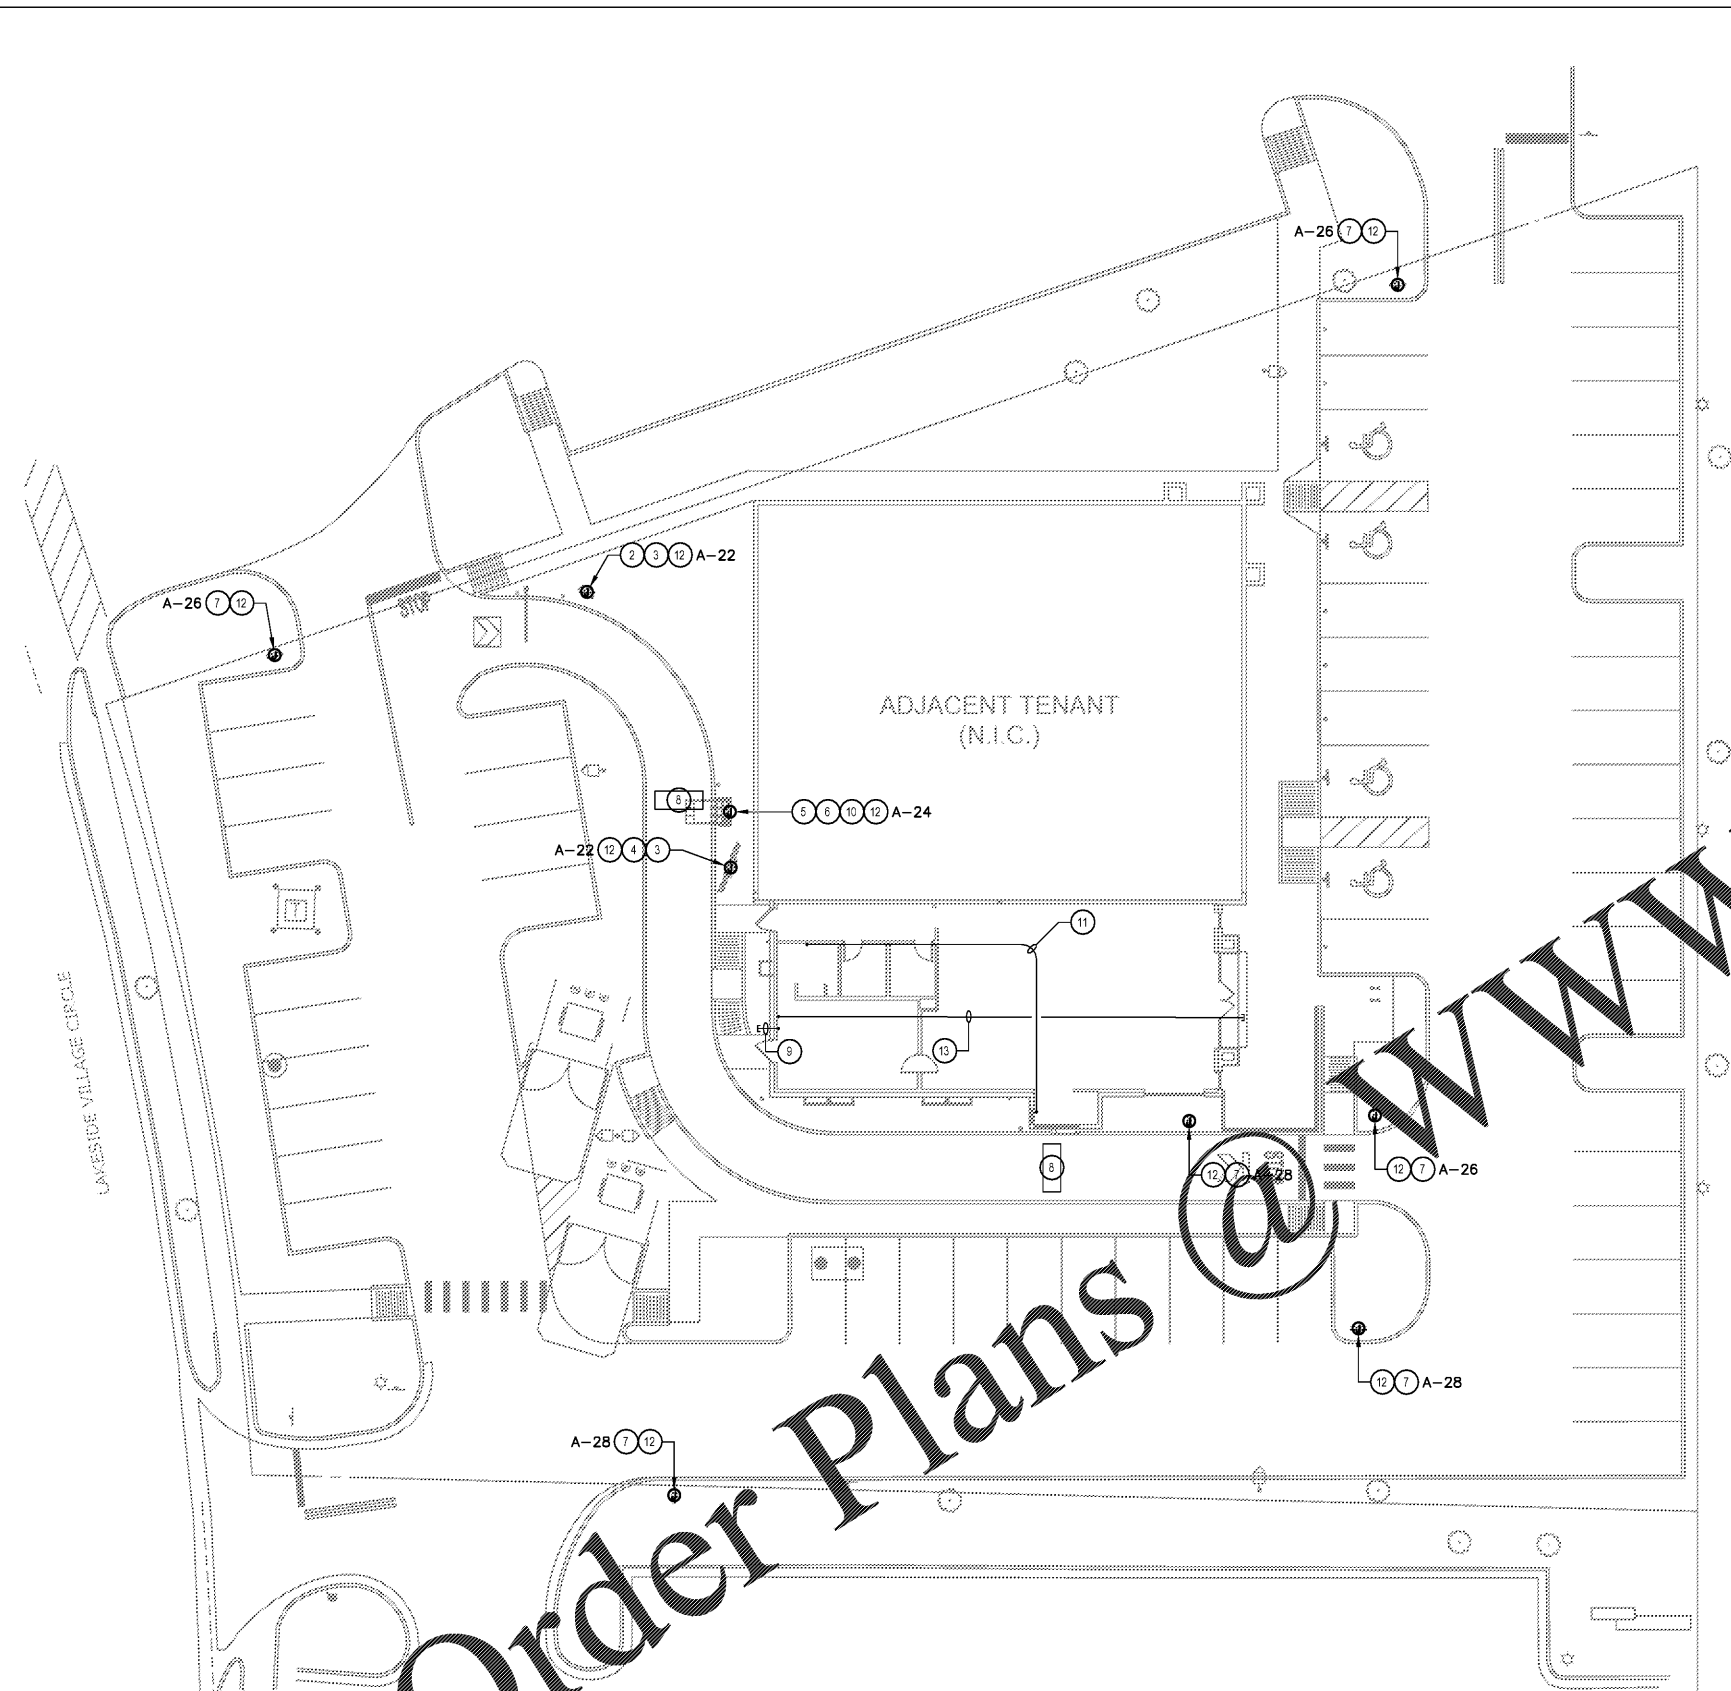 A-26 7 12
2 3 12 A-22
A-26 7 12
STOP
ADJACENT TENANT
(N.I.C.)
8
5 6 10 12 A-24
A-22 12 4 3
11
LAKESIDE VILLAGE CIRCLE
9
13
8
12 7 A-28
12 7 A-26
12 7 A-28
A-28 7 12
Order Plans @ www.